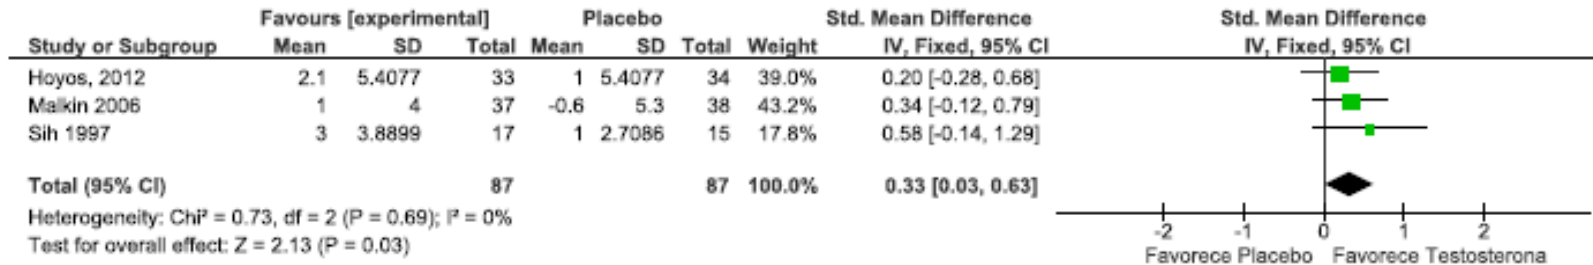 Favours [experimental] Placebo Std. Mean Difference Std. Mean Difference
Study or Subgroup Mean SD Total Mean SD Total Weight IV, Fixed, 95% CI IV, Fixed, 95% CI
Hoyos, 2012 2.1 5.4077 33 1 5.4077 34 39.0% 0.20 [-0.28, 0.68]
Malkin 2006 1 4 37 -0.6 5.3 38 43.2% 0.34 [-0.12, 0.79]
Sih 1997 3 3.8899 17 1 2.7086 15 17.8% 0.58 [-0.14, 1.29]
Total (95% CI) 87 87 100.0% 0.33 [0.03, 0.63]
Heterogeneity: Chi² = 0.73, df = 2 (P = 0.69); I² = 0%
Test for overall effect: Z = 2.13 (P = 0.03)
-2 -1 0 1 2
Favorece Placebo Favorece Testosterona